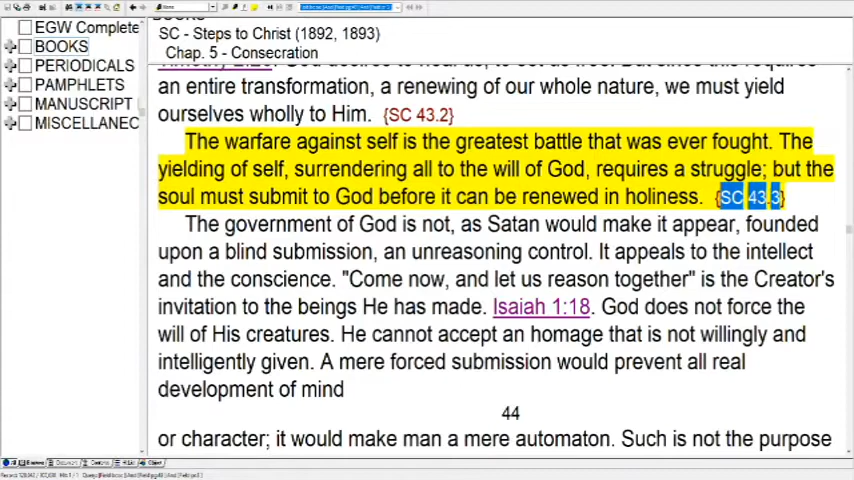 EGW Complete
BOOKS
PERIODICALS
PAMPHLETS
MANUSCRIPT
MISCELLANEC
BOOKS
SC - Steps to Christ (1892, 1893)
Chap. 5 - Consecration
an entire transformation, a renewing of our whole nature, we must yield
ourselves wholly to Him. {SC 43.2}
The warfare against self is the greatest battle that was ever fought. The
yielding of self, surrendering all to the will of God, requires a struggle; but the
soul must submit to God before it can be renewed in holiness. {SC 43.3}
The government of God is not, as Satan would make it appear, founded
upon a blind submission, an unreasoning control. It appeals to the intellect
and the conscience. "Come now, and let us reason together" is the Creator's
invitation to the beings He has made. Isaiah 1:18. God does not force the
will of His creatures. He cannot accept an homage that is not willingly and
intelligently given. A mere forced submission would prevent all real
development of mind
44
or character; it would make man a mere automaton. Such is not the purpose